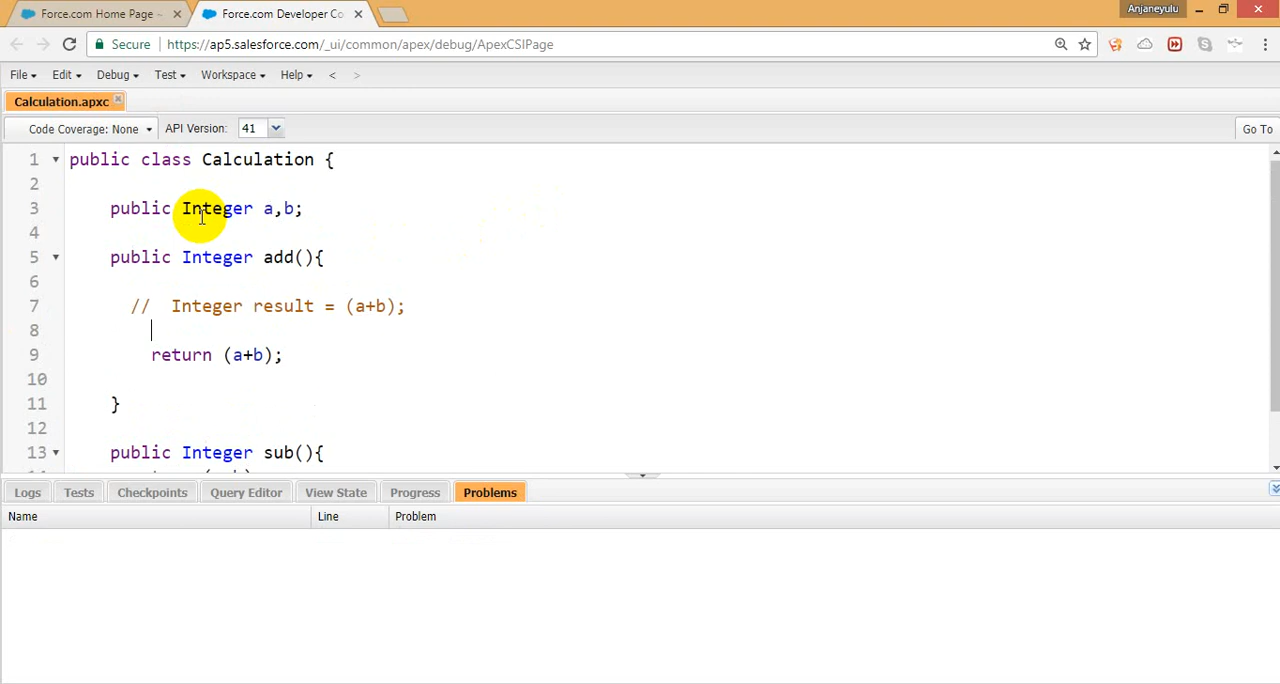 Force.com Home Page ~
Force.com Developer Co
Anjaneyulu
Secure
https://ap5.salesforce.com/_ui/common/apex/debug/ApexCSIPage
File Edit Debug Test Workspace Help < >
Calculation.apxc
Code Coverage: None API Version: 41 Go To
1 public class Calculation {
2
3 public Integer a,b;
4
5 public Integer add(){
6
7 // Integer result = (a+b);
8
9 return (a+b);
10
11 }
12
13 public Integer sub(){
Logs Tests Checkpoints Query Editor View State Progress Problems
Name Line Problem